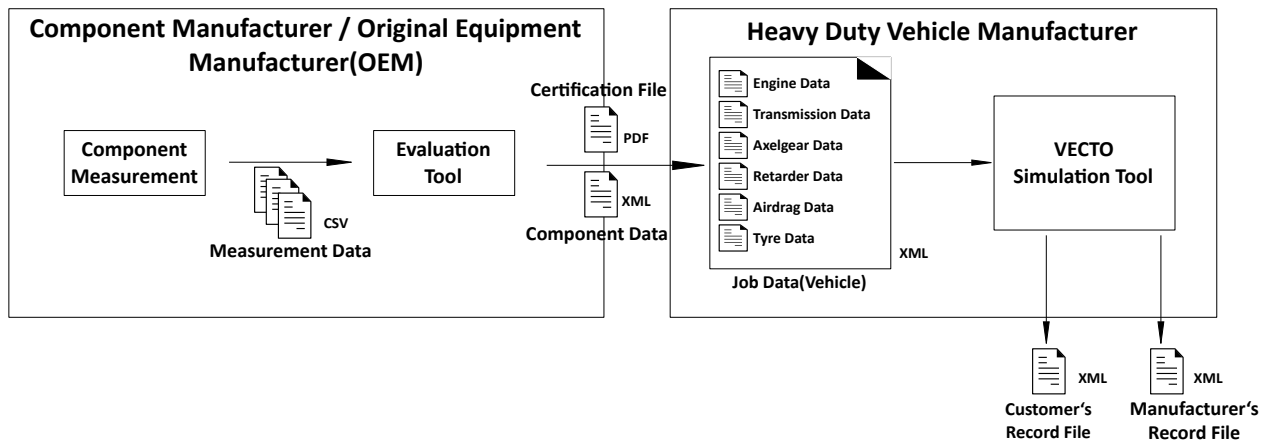 Component Manufacturer / Original Equipment
Manufacturer(OEM)
Component
Measurement
CSV
Measurement Data
Evaluation
Tool
Certification File
PDF
XML
Component Data
Heavy Duty Vehicle Manufacturer
Engine Data
Transmission Data
Axelgear Data
Retarder Data
Airdrag Data
Tyre Data
XML
Job Data(Vehicle)
VECTO
Simulation Tool
XML
Customer‘s
Record File
XML
Manufacturer‘s
Record File